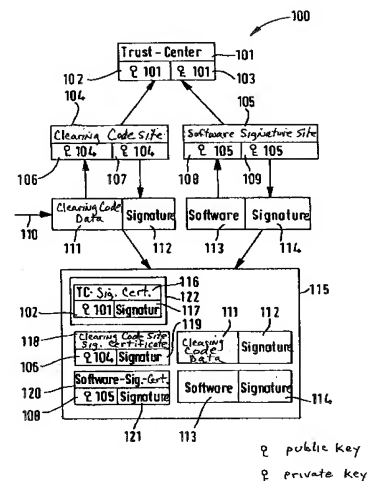 100
Trust-Center
101
102
101
101
103
104
105
Clearing Code Site
Software Signature Site
104
104
105
105
106
107
108
109
Clearing Code Data
Signature
Software
Signature
110
111
112
113
114
116
TC-Sig. Cert.
122
115
102
101
Signatur
117
118
Clearing Code Site Sig. Certificate
119
111
112
106
104
Signatur
Clearing Code Data
Signature
120
Software-Sig.-Cert.
108
105
Signatur
Software
Signature
121
113
114
public key
private key